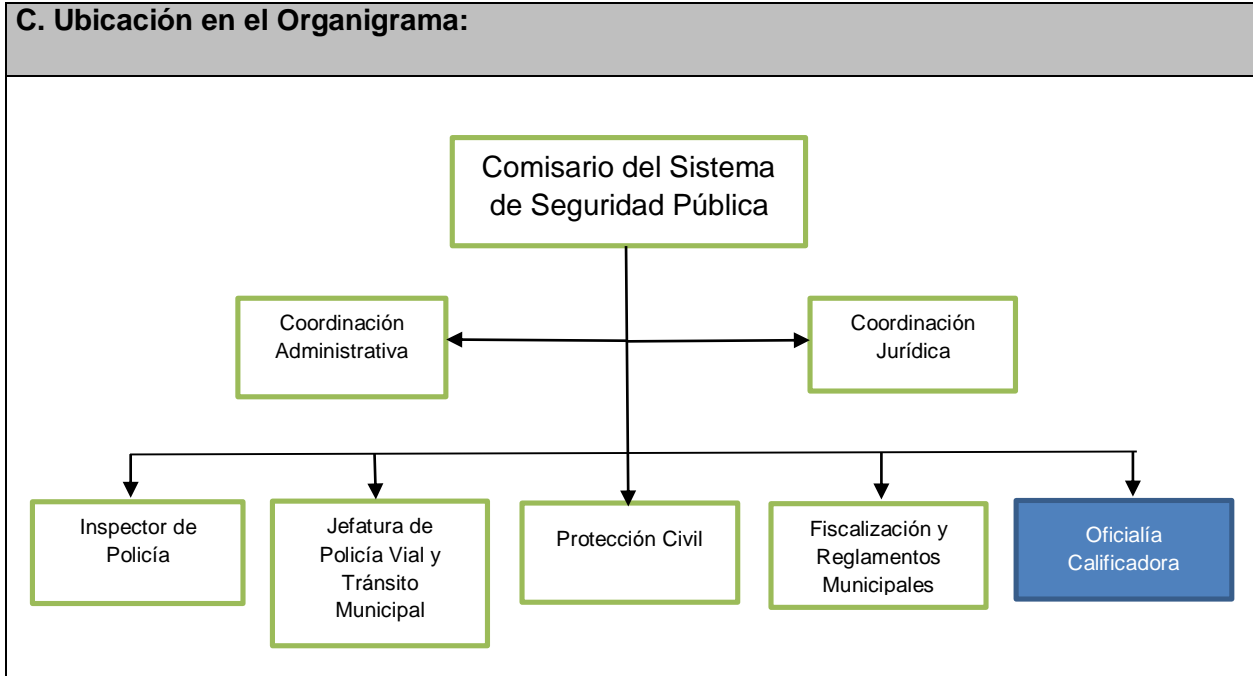 C. Ubicación en el Organigrama:
Comisario del Sistema
de Seguridad Pública
Coordinación
Administrativa
Coordinación
Jurídica
Inspector de
Policía
Jefatura de
Policía Vial y
Tránsito
Municipal
Protección Civil
Fiscalización y
Reglamentos
Municipales
Oficialía
Calificadora